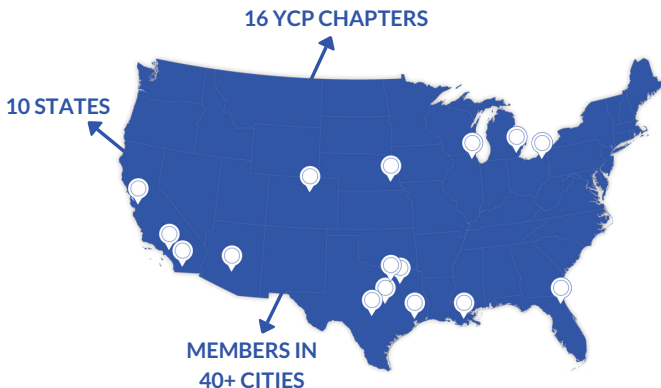 16 YCP CHAPTERS
10 STATES
MEMBERS IN
40+ CITIES